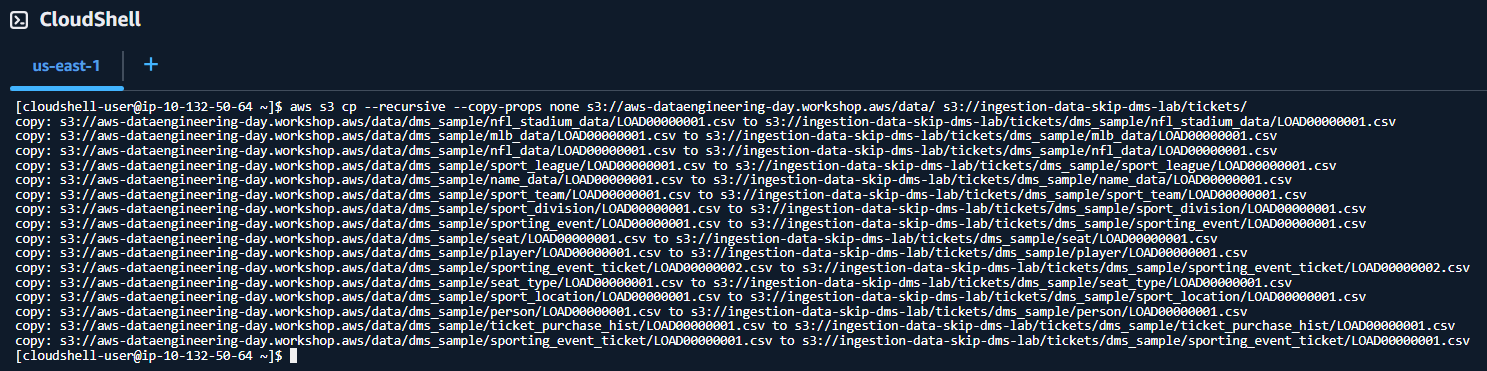 CloudShell
us-east-1 +
[cloudshell-user@ip-10-132-50-64 ~]$ aws s3 cp --recursive --copy-props none s3://aws-dataengineering-day.workshop.aws/data/ s3://ingestion-data-skip-dms-lab/tickets/
copy: s3://aws-dataengineering-day.workshop.aws/data/dms_sample/nfl_stadium_data/LOAD00000001.csv to s3://ingestion-data-skip-dms-lab/tickets/dms_sample/nfl_stadium_data/LOAD00000001.csv
copy: s3://aws-dataengineering-day.workshop.aws/data/dms_sample/mlb_data/LOAD00000001.csv to s3://ingestion-data-skip-dms-lab/tickets/dms_sample/mlb_data/LOAD00000001.csv
copy: s3://aws-dataengineering-day.workshop.aws/data/dms_sample/nfl_data/LOAD00000001.csv to s3://ingestion-data-skip-dms-lab/tickets/dms_sample/nfl_data/LOAD00000001.csv
copy: s3://aws-dataengineering-day.workshop.aws/data/dms_sample/sport_league/LOAD00000001.csv to s3://ingestion-data-skip-dms-lab/tickets/dms_sample/sport_league/LOAD00000001.csv
copy: s3://aws-dataengineering-day.workshop.aws/data/dms_sample/name_data/LOAD00000001.csv to s3://ingestion-data-skip-dms-lab/tickets/dms_sample/name_data/LOAD00000001.csv
copy: s3://aws-dataengineering-day.workshop.aws/data/dms_sample/sport_team/LOAD00000001.csv to s3://ingestion-data-skip-dms-lab/tickets/dms_sample/sport_team/LOAD00000001.csv
copy: s3://aws-dataengineering-day.workshop.aws/data/dms_sample/sport_division/LOAD00000001.csv to s3://ingestion-data-skip-dms-lab/tickets/dms_sample/sport_division/LOAD00000001.csv
copy: s3://aws-dataengineering-day.workshop.aws/data/dms_sample/sporting_event/LOAD00000001.csv to s3://ingestion-data-skip-dms-lab/tickets/dms_sample/sporting_event/LOAD00000001.csv
copy: s3://aws-dataengineering-day.workshop.aws/data/dms_sample/seat/LOAD00000001.csv to s3://ingestion-data-skip-dms-lab/tickets/dms_sample/seat/LOAD00000001.csv
copy: s3://aws-dataengineering-day.workshop.aws/data/dms_sample/player/LOAD00000001.csv to s3://ingestion-data-skip-dms-lab/tickets/dms_sample/player/LOAD00000001.csv
copy: s3://aws-dataengineering-day.workshop.aws/data/dms_sample/sporting_event_ticket/LOAD00000002.csv to s3://ingestion-data-skip-dms-lab/tickets/dms_sample/sporting_event_ticket/LOAD00000002.csv
copy: s3://aws-dataengineering-day.workshop.aws/data/dms_sample/seat_type/LOAD00000001.csv to s3://ingestion-data-skip-dms-lab/tickets/dms_sample/seat_type/LOAD00000001.csv
copy: s3://aws-dataengineering-day.workshop.aws/data/dms_sample/sport_location/LOAD00000001.csv to s3://ingestion-data-skip-dms-lab/tickets/dms_sample/sport_location/LOAD00000001.csv
copy: s3://aws-dataengineering-day.workshop.aws/data/dms_sample/person/LOAD00000001.csv to s3://ingestion-data-skip-dms-lab/tickets/dms_sample/person/LOAD00000001.csv
copy: s3://aws-dataengineering-day.workshop.aws/data/dms_sample/ticket_purchase_hist/LOAD00000001.csv to s3://ingestion-data-skip-dms-lab/tickets/dms_sample/ticket_purchase_hist/LOAD00000001.csv
copy: s3://aws-dataengineering-day.workshop.aws/data/dms_sample/sporting_event_ticket/LOAD00000001.csv to s3://ingestion-data-skip-dms-lab/tickets/dms_sample/sporting_event_ticket/LOAD00000001.csv
[cloudshell-user@ip-10-132-50-64 ~]$